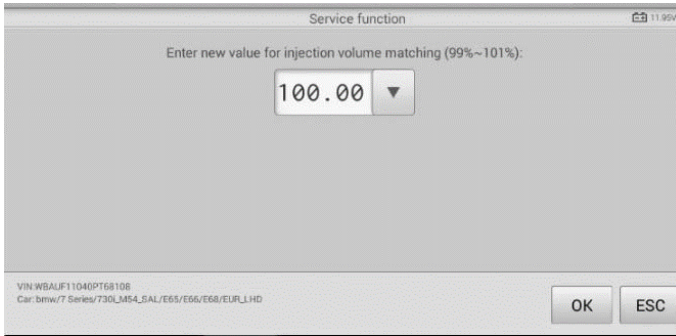 Service function
11.95V
Enter new value for injection volume matching (99%~101%):
100.00
VIN:WBAUF11040PT68108
Car: bmw/7 Series/730i_M54_SAL/E65/E66/E68/EUR_LHD
OK
ESC